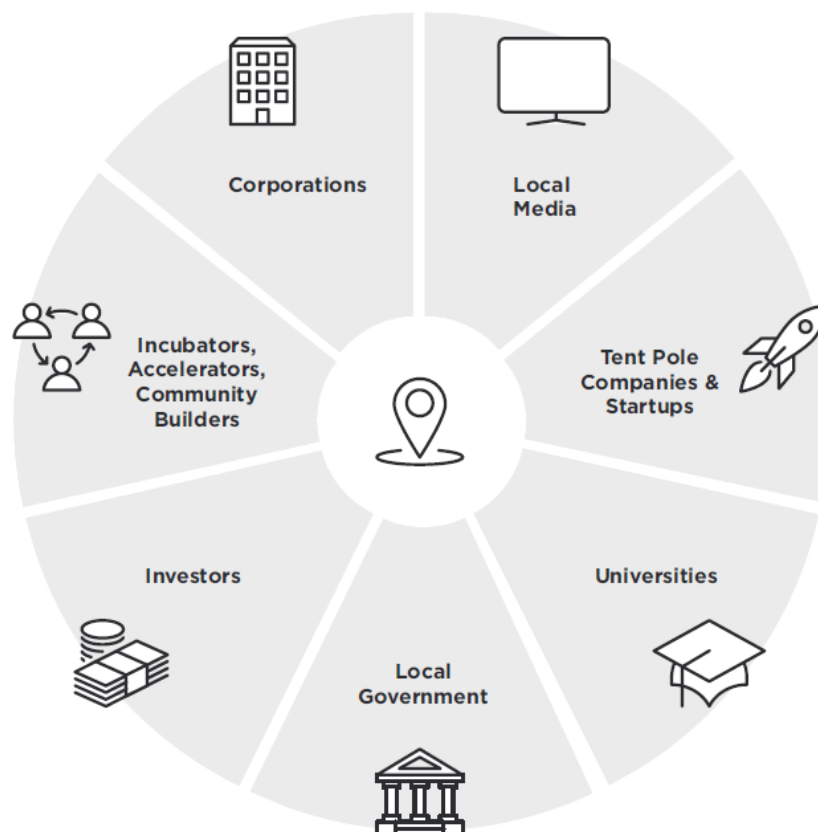 Corporations
Local
Media
Incubators,
Accelerators,
Community
Builders
Tent Pole
Companies &
Startups
Investors
Universities
Local
Government